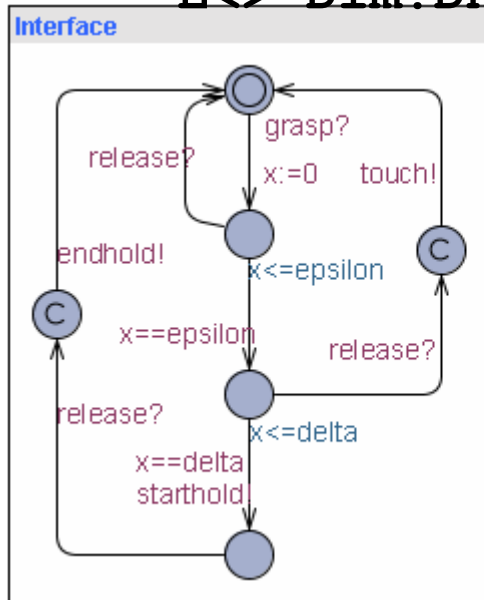 Interface
grasp?
release?
x:=0
touch!
endhold!
x<=epsilon
C
C
x==epsilon
release?
release?
x<=delta
x==delta
starthold!